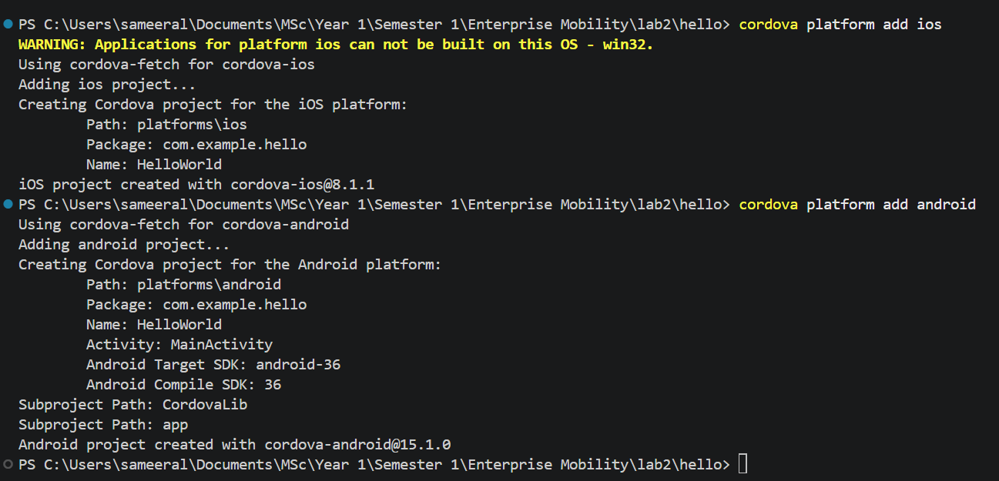 PS C:\Users\sameeral\Documents\MSc\Year 1\Semester 1\Enterprise Mobility\lab2\hello> cordova platform add ios
WARNING: Applications for platform ios can not be built on this OS - win32.
Using cordova-fetch for cordova-ios
Adding ios project...
Creating Cordova project for the iOS platform:
        Path: platforms\ios
        Package: com.example.hello
        Name: HelloWorld
iOS project created with cordova-ios@8.1.1
PS C:\Users\sameeral\Documents\MSc\Year 1\Semester 1\Enterprise Mobility\lab2\hello> cordova platform add android
Using cordova-fetch for cordova-android
Adding android project...
Creating Cordova project for the Android platform:
        Path: platforms\android
        Package: com.example.hello
        Name: HelloWorld
        Activity: MainActivity
        Android Target SDK: android-36
        Android Compile SDK: 36
Subproject Path: CordovaLib
Subproject Path: app
Android project created with cordova-android@15.1.0
PS C:\Users\sameeral\Documents\MSc\Year 1\Semester 1\Enterprise Mobility\lab2\hello>